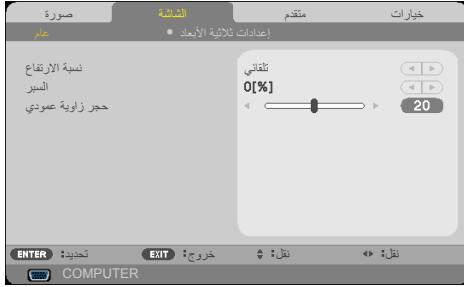 صورة
الشاشة
متقدم
خيارات
عام
إعدادات ثلاثية الأبعاد
نسبة الارتفاع
تلقائي
السبر
0[%]
حجر زاوية عمودي
20
ENTER تحديد:
EXIT خروج:
نقل:
نقل:
COMPUTER